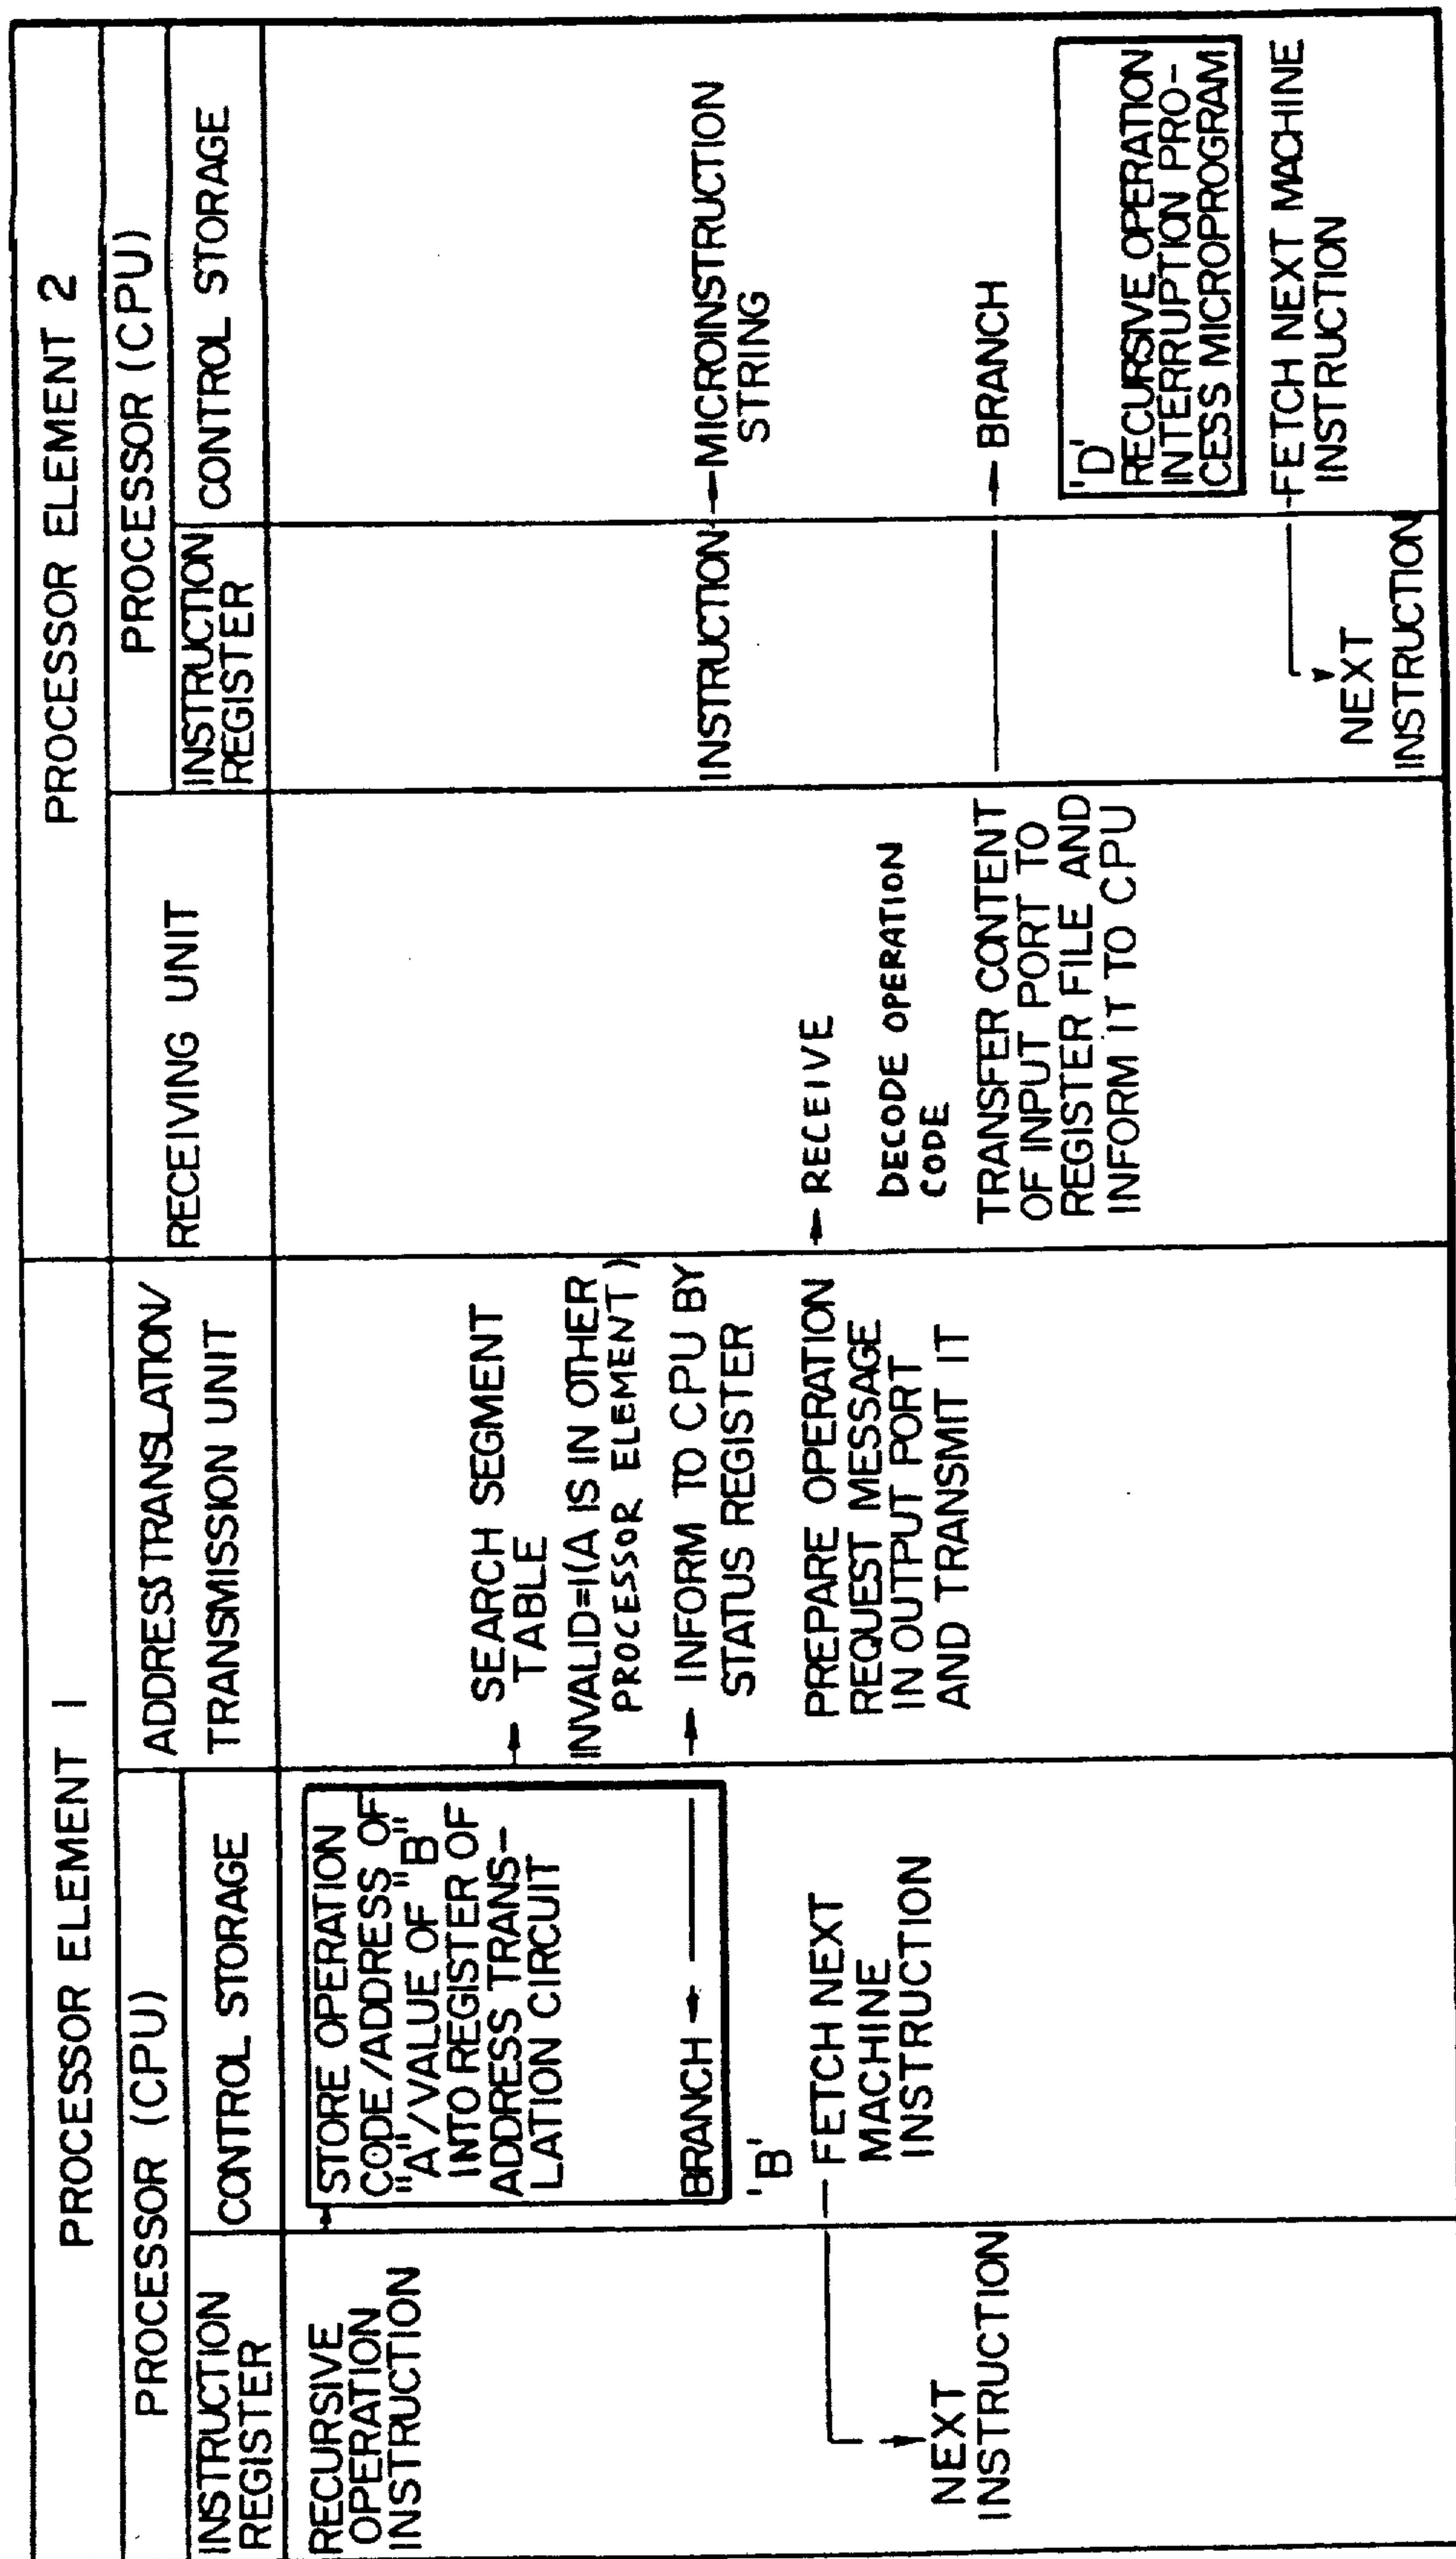 PROCESSOR ELEMENT 1
PROCESSOR ELEMENT 2
PROCESSOR (CPU)
ADDRESS TRANSLATION/
TRANSMISSION UNIT
RECEIVING UNIT
PROCESSOR (CPU)
INSTRUCTION
REGISTER
CONTROL STORAGE
INSTRUCTION
REGISTER
CONTROL STORAGE
RECURSIVE
OPERATION
INSTRUCTION
STORE OPERATION
CODE/ADDRESS OF
"A"/VALUE OF "B"
INTO REGISTER OF
ADDRESS TRANS-
LATION CIRCUIT
SEARCH SEGMENT
TABLE
INVALID=1(A IS IN OTHER
PROCESSOR ELEMENT)
BRANCH
INFORM TO CPU BY
STATUS REGISTER
INSTRUCTION
MICROINSTRUCTION
STRING
'B'
FETCH NEXT
MACHINE
INSTRUCTION
NEXT
INSTRUCTION
PREPARE OPERATION
REQUEST MESSAGE
IN OUTPUT PORT
AND TRANSMIT IT
RECEIVE
DECODE OPERATION
CODE
TRANSFER CONTENT
OF INPUT PORT TO
REGISTER FILE AND
INFORM IT TO CPU
BRANCH
'D'
RECURSIVE OPERATION
INTERRUPTION PRO-
CESS MICROPROGRAM
FETCH NEXT MACHINE
INSTRUCTION
NEXT
INSTRUCTION